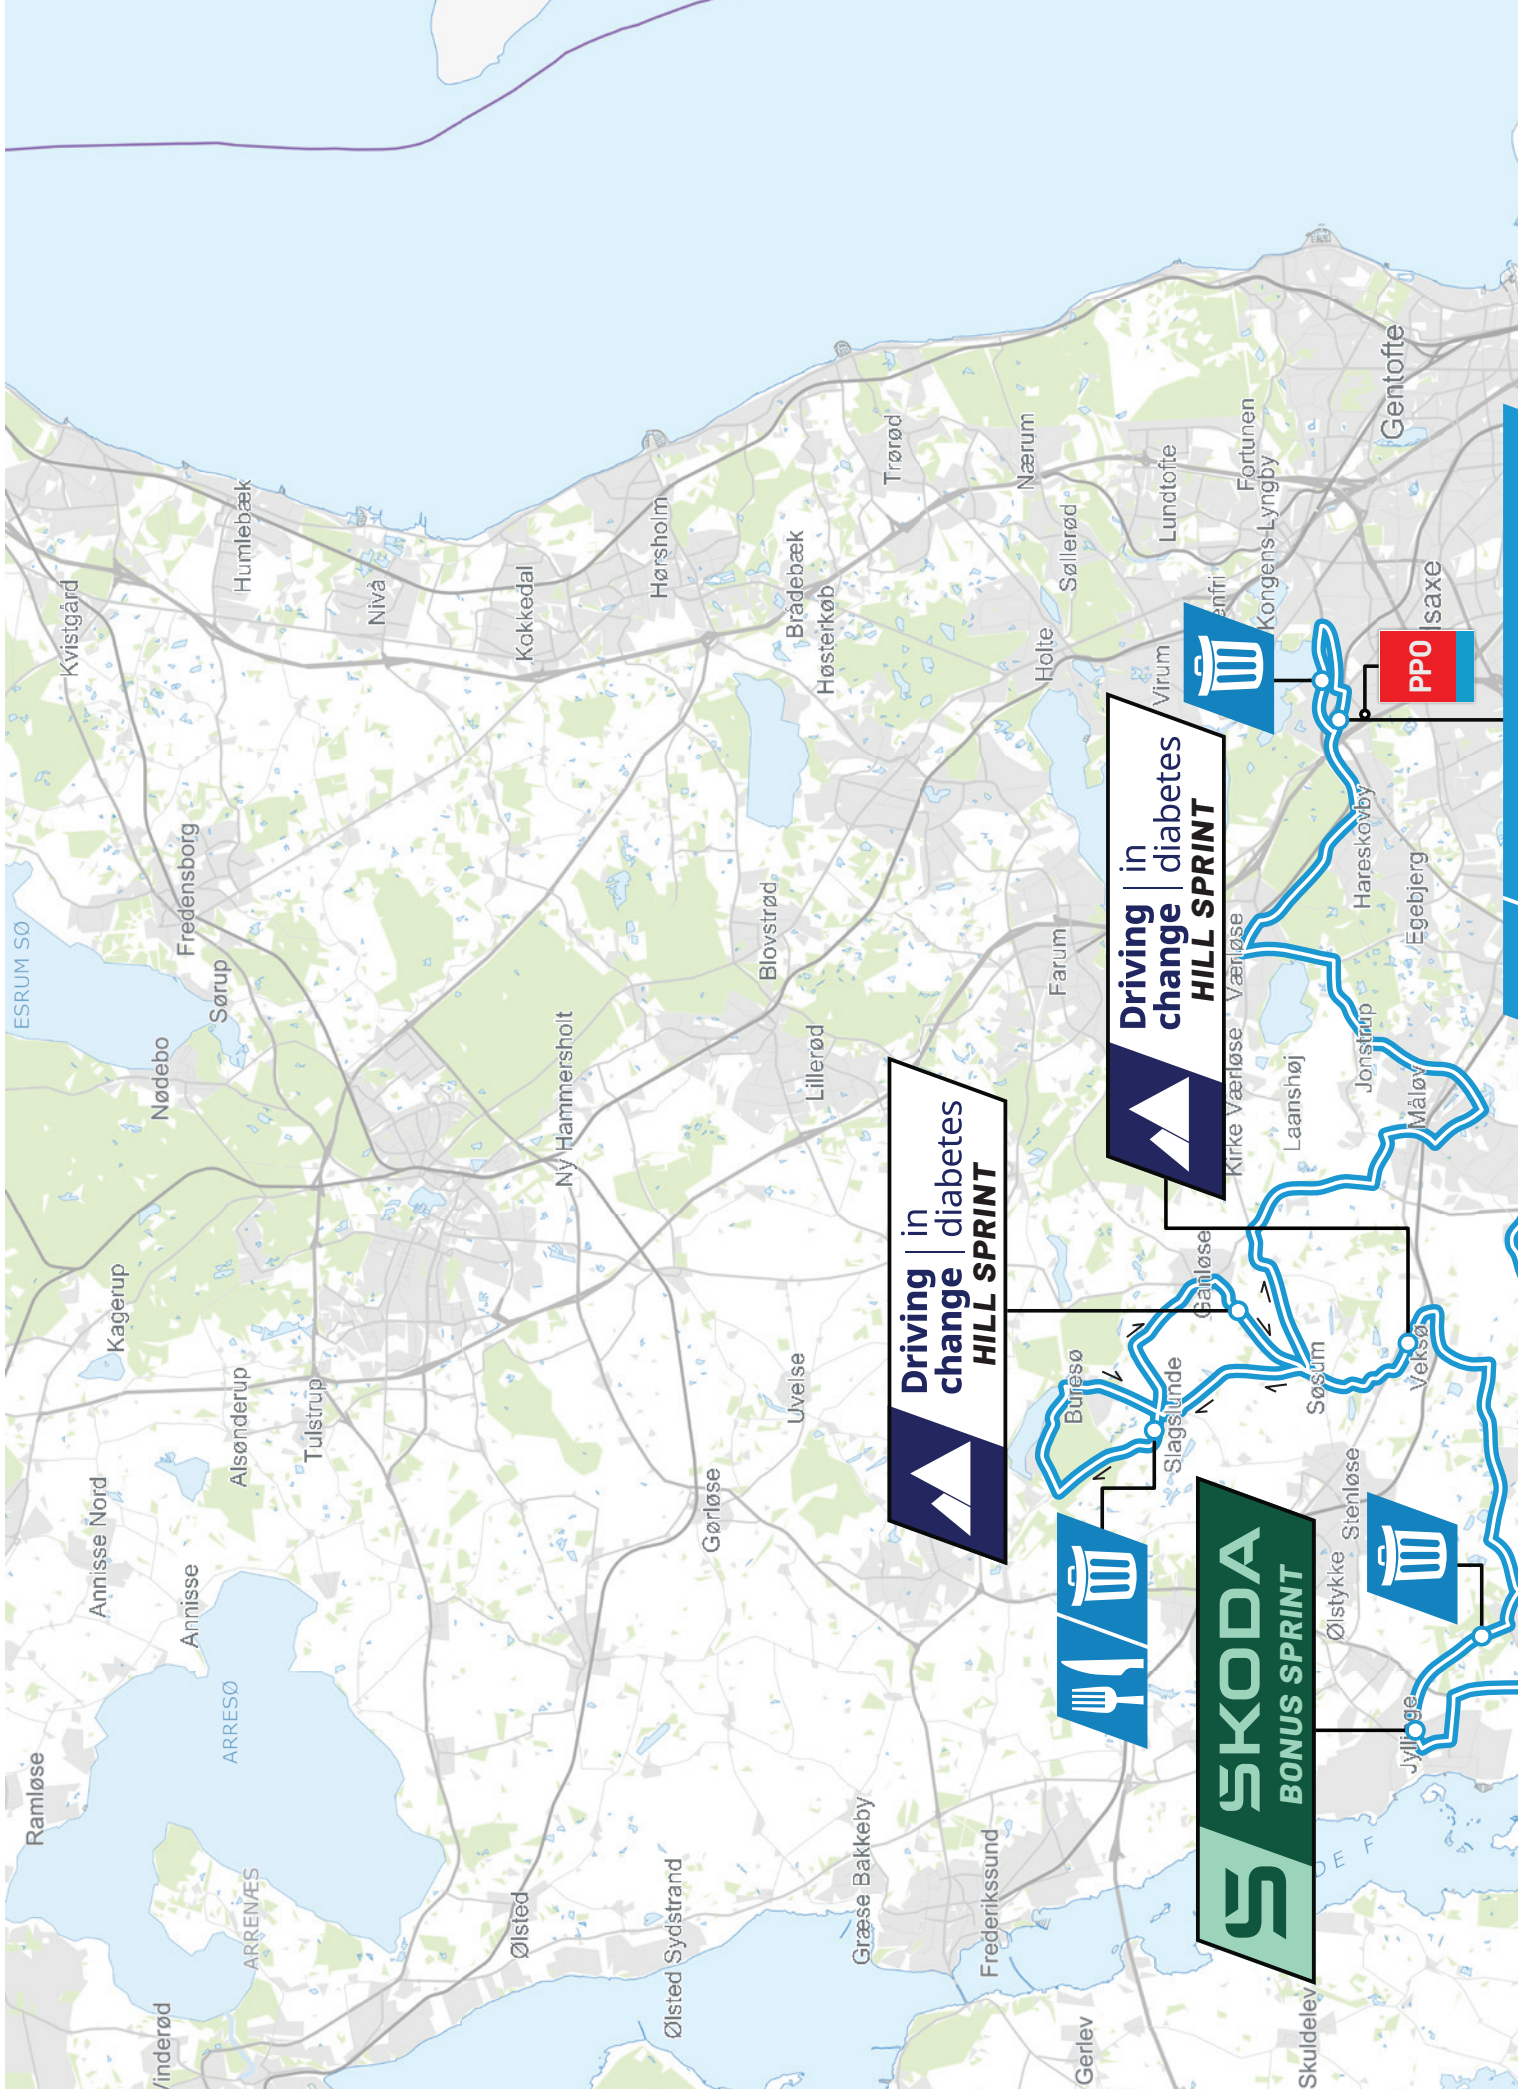 Kvistgård
Humlebæk
Nivå
Kokkedal
Hørsholm
Brådebæk
Høsterkøb
Trørød
Nærum
Søllerød
Holte
Virum
Lundtofte
Fortunen
Kongens-Lyngby
Gentofte
PPO
ESRUM SØ
Fredensborg
Sørup
Nødebo
Ny Hammersholt
Blovstrød
Lillerød
Farum
Driving
change
in
diabetes
HILL SPRINT
Værløse
Kirke Værløse
Hareskovby
Egebjerg
Laanshøj
Jonstrup
Måløv
Kagerup
Alsønderup
Tulstrup
Uvelse
Gørløse
Driving
change
in
diabetes
HILL SPRINT
Ganløse
Buresø
Slagslunde
Søsum
Veksø
Annisse Nord
Annisse
ARRESØ
Ramløse
ARRENÆS
Ølsted
Ølsted Sydstrand
Græse Bakkeby
Frederikssund
ŠKODA
BONUS SPRINT
Stenløse
Ølstykke
Gerlev
Skuldelev